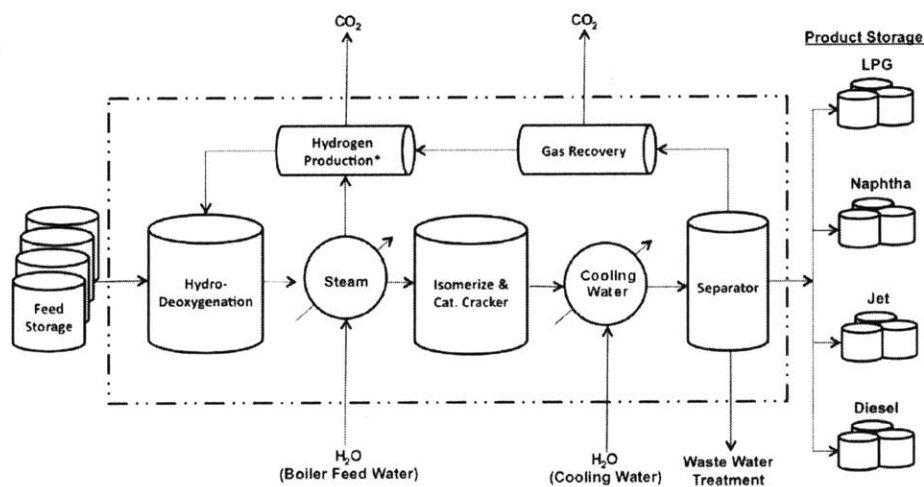 CO₂
CO₂
Product Storage
LPG
Hydrogen
Production*
Gas Recovery
Naphtha
Feed
Storage
Hydro-
Deoxygenation
Steam
Isomerize &
Cat. Cracker
Cooling
Water
Separator
Jet
Diesel
H₂O
(Boiler Feed Water)
H₂O
(Cooling Water)
Waste Water
Treatment